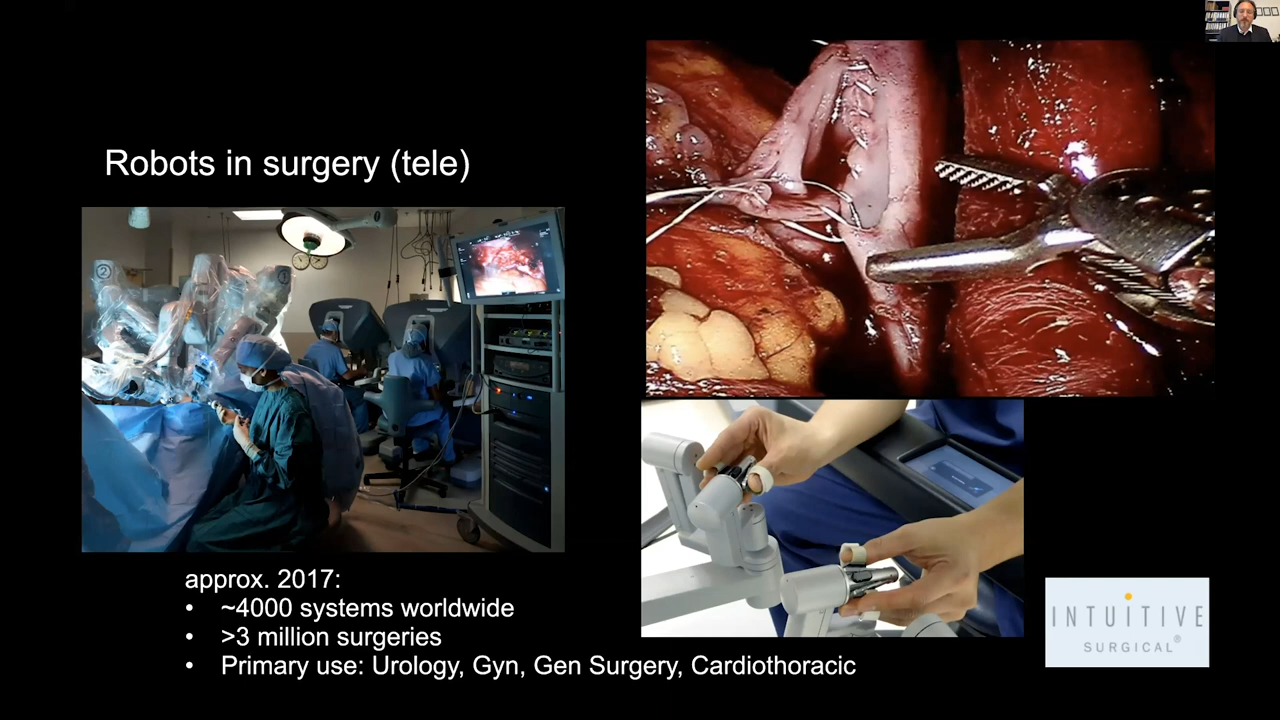 Robots in surgery (tele)
2
approx. 2017:
• ~4000 systems worldwide
• >3 million surgeries
• Primary use: Urology, Gyn, Gen Surgery, Cardiothoracic
INTUITIVE
SURGICAL®